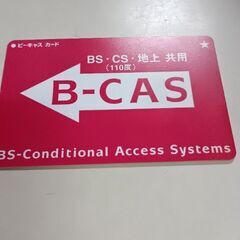 ●ビーキャス カード
★
BS・CS・地上 共用
(110度)
B-CAS
BS-Conditional Access Systems